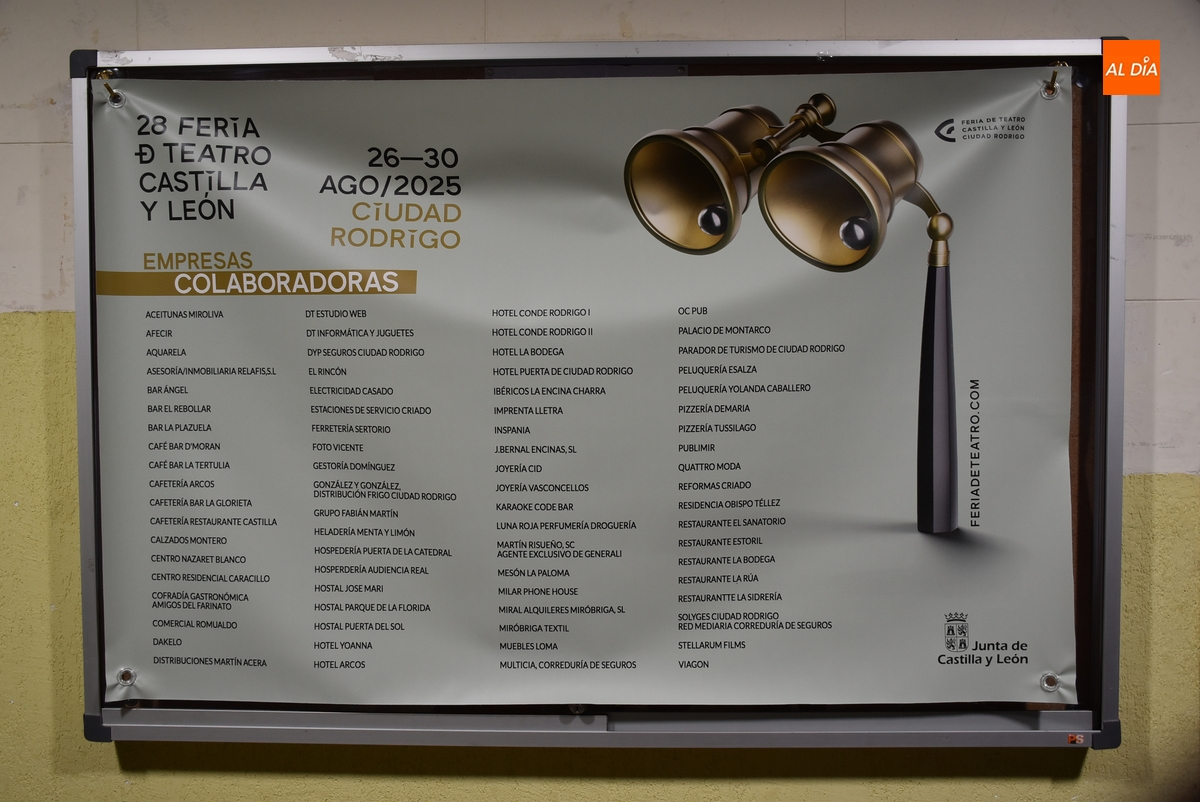 28 FERIA
Đ TEATRO
CASTILLA
Y LEÓN
26—30
AGO/2025
CIUDAD
RODRIGO
FERIA DE TEATRO
CASTILLA Y LEÓN
CIUDAD RODRIGO
AL DÍA
EMPRESAS
COLABORADORAS
ACEITUNAS MIROLIVA
AFECIR
AQUARELA
ASESORÍA/INMOBILIARIA RELAFIS,S.L
BAR ÁNGEL
BAR EL REBOLLAR
BAR LA PLAZUELA
CAFÉ BAR D'MORAN
CAFÉ BAR LA TERTULIA
CAFETERÍA ARCOS
CAFETERÍA BAR LA GLORIETA
CAFETERÍA RESTAURANTE CASTILLA
CALZADOS MONTERO
CENTRO NAZARET BLANCO
CENTRO RESIDENCIAL CARACILLO
COFRADÍA GASTRONÓMICA
AMIGOS DEL FARINATO
COMERCIAL ROMUALDO
DAKELO
DISTRIBUCIONES MARTÍN ACERA
DT ESTUDIO WEB
DT INFORMÁTICA Y JUGUETES
DYP SEGUROS CIUDAD RODRIGO
EL RINCÓN
ELECTRICIDAD CASADO
ESTACIONES DE SERVICIO CRIADO
FERRETERÍA SERTORIO
FOTO VICENTE
GESTORÍA DOMÍNGUEZ
GONZÁLEZ Y GONZÁLEZ,
DISTRIBUCIÓN FRIGO CIUDAD RODRIGO
GRUPO FABIÁN MARTÍN
HELADERÍA MENTA Y LIMÓN
HOSPEDERÍA PUERTA DE LA CATEDRAL
HOSPERDERÍA AUDIENCIA REAL
HOSTAL JOSE MARI
HOSTAL PARQUE DE LA FLORIDA
HOSTAL PUERTA DEL SOL
HOTEL YOANNA
HOTEL ARCOS
HOTEL CONDE RODRIGO I
HOTEL CONDE RODRIGO II
HOTEL LA BODEGA
HOTEL PUERTA DE CIUDAD RODRIGO
IBÉRICOS LA ENCINA CHARRA
IMPRENTA LLETRA
INSPANIA
J.BERNAL ENCINAS, SL
JOYERÍA CID
JOYERÍA VASCONCELLOS
KARAOKE CODE BAR
LUNA ROJA PERFUMERÍA DROGUERÍA
MARTÍN RISUEÑO, SC
AGENTE EXCLUSIVO DE GENERALI
MESÓN LA PALOMA
MILAR PHONE HOUSE
MIRAL ALQUILERES MIRÓBRIGA, SL
MIRÓBRIGA TEXTIL
MUEBLES LOMA
MULTICIA, CORREDURÍA DE SEGUROS
OC PUB
PALACIO DE MONTARCO
PARADOR DE TURISMO DE CIUDAD RODRIGO
PELUQUERÍA ESALZA
PELUQUERÍA YOLANDA CABALLERO
PIZZERÍA DEMARIA
PIZZERÍA TUSSILAGO
PUBLIMIR
QUATTRO MODA
REFORMAS CRIADO
RESIDENCIA OBISPO TÉLLEZ
RESTAURANTE EL SANATORIO
RESTAURANTE ESTORIL
RESTAURANTE LA BODEGA
RESTAURANTE LA RÚA
RESTAURANTTE LA SIDRERÍA
SOLYGES CIUDAD RODRIGO
RED MEDIARIA CORREDURÍA DE SEGUROS
STELLARUM FILMS
VIAGON
FERIADETEATRO.COM
Junta de
Castilla y León
PS